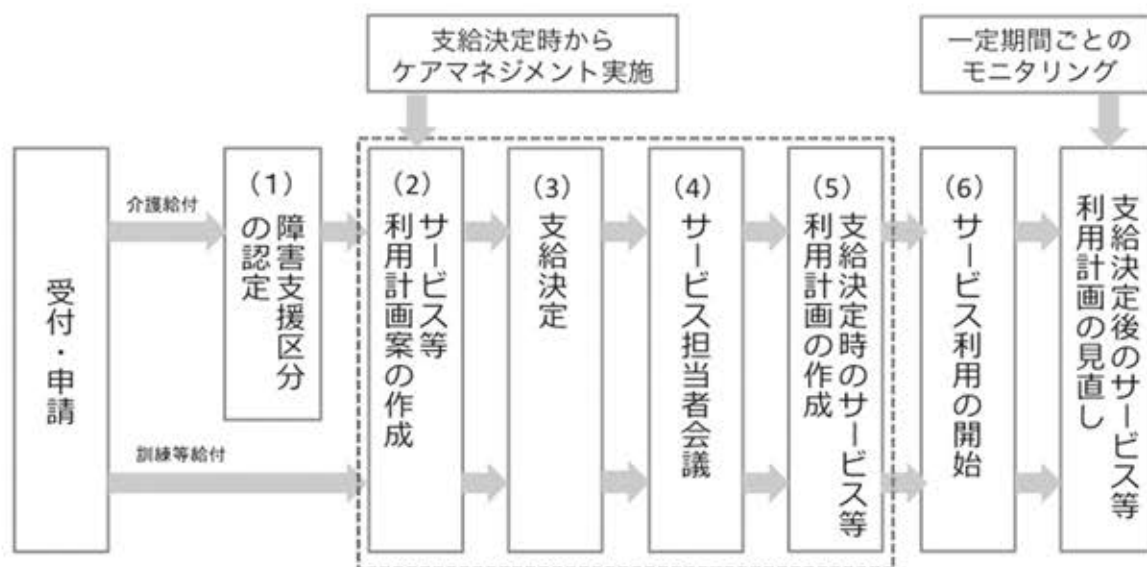 支給決定時から
ケアマネジメント実施
一定期間ごとの
モニタリング
受付・申請
介護給付
訓練等給付
(1)
障害支援区分
の認定
(2)
サービス等
利用計画案の作成
(3)
支給決定
(4)
サービス担当者会議
(5)
支給決定時のサービス等
利用計画の作成
(6)
サービス利用の開始
支給決定後のサービス等
利用計画の見直し